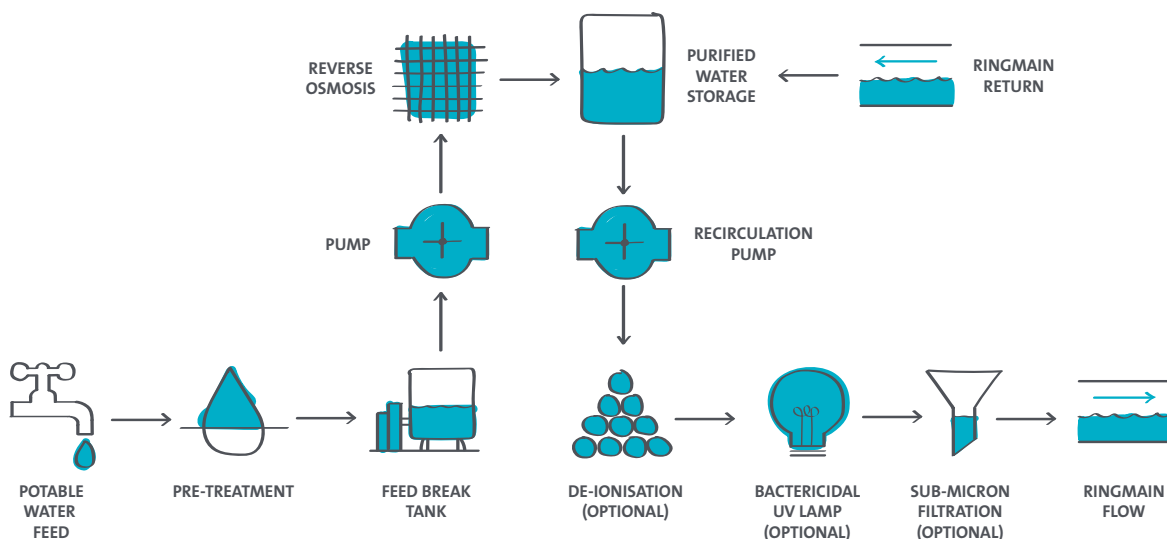 REVERSE
OSMOSIS
PURIFIED
WATER
STORAGE
RINGMAIN
RETURN
PUMP
RECIRCULATION
PUMP
POTABLE
WATER
FEED
PRE-TREATMENT
FEED BREAK
TANK
DE-IONISATION
(OPTIONAL)
BACTERICIDAL
UV LAMP
(OPTIONAL)
SUB-MICRON
FILTRATION
(OPTIONAL)
RINGMAIN
FLOW